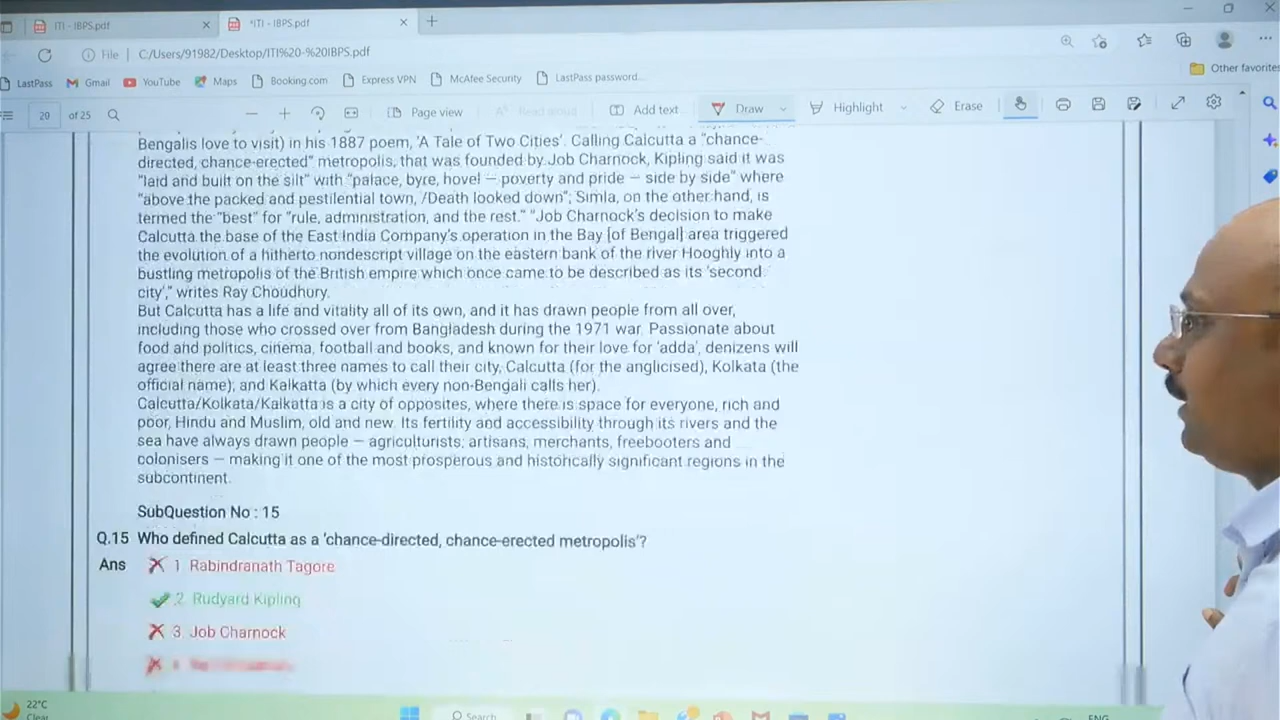 ITI - IBPS.pdf
*ITI - IBPS.pdf
File | C:/Users/91982/Desktop/ITI%20-%20IBPS.pdf
LastPass Gmail YouTube Maps Booking.com Express VPN McAfee Security LastPass password... Other favorites
20 of 25 Page view Read aloud Add text Draw Highlight Erase
Bengalis love to visit) in his 1887 poem, 'A Tale of Two Cities'. Calling Calcutta a "chance-
directed, chance-erected" metropolis, that was founded by Job Charnock, Kipling said it was
"laid and built on the silt" with "palace, byre, hovel — poverty and pride — side by side" where
"above the packed and pestilential town, /Death looked down"; Simla, on the other hand, is
termed the "best" for "rule, administration, and the rest." "Job Charnock's decision to make
Calcutta the base of the East India Company's operation in the Bay [of Bengal] area triggered
the evolution of a hitherto nondescript village on the eastern bank of the river Hooghly into a
bustling metropolis of the British empire which once came to be described as its 'second
city'," writes Ray Choudhury.
But Calcutta has a life and vitality all of its own, and it has drawn people from all over,
including those who crossed over from Bangladesh during the 1971 war. Passionate about
food and politics, cinema, football and books, and known for their love for 'adda', denizens will
agree there are at least three names to call their city, Calcutta (for the anglicised), Kolkata (the
official name); and Kalkatta (by which every non-Bengali calls her).
Calcutta/Kolkata/Kalkatta is a city of opposites, where there is space for everyone, rich and
poor, Hindu and Muslim, old and new. Its fertility and accessibility through its rivers and the
sea have always drawn people — agriculturists, artisans, merchants, freebooters and
colonisers — making it one of the most prosperous and historically significant regions in the
subcontinent.
SubQuestion No : 15
Q.15 Who defined Calcutta as a 'chance-directed, chance-erected metropolis'?
Ans 1. Rabindranath Tagore
2. Rudyard Kipling
3. Job Charnock
22°C
Clear
Search
ENG